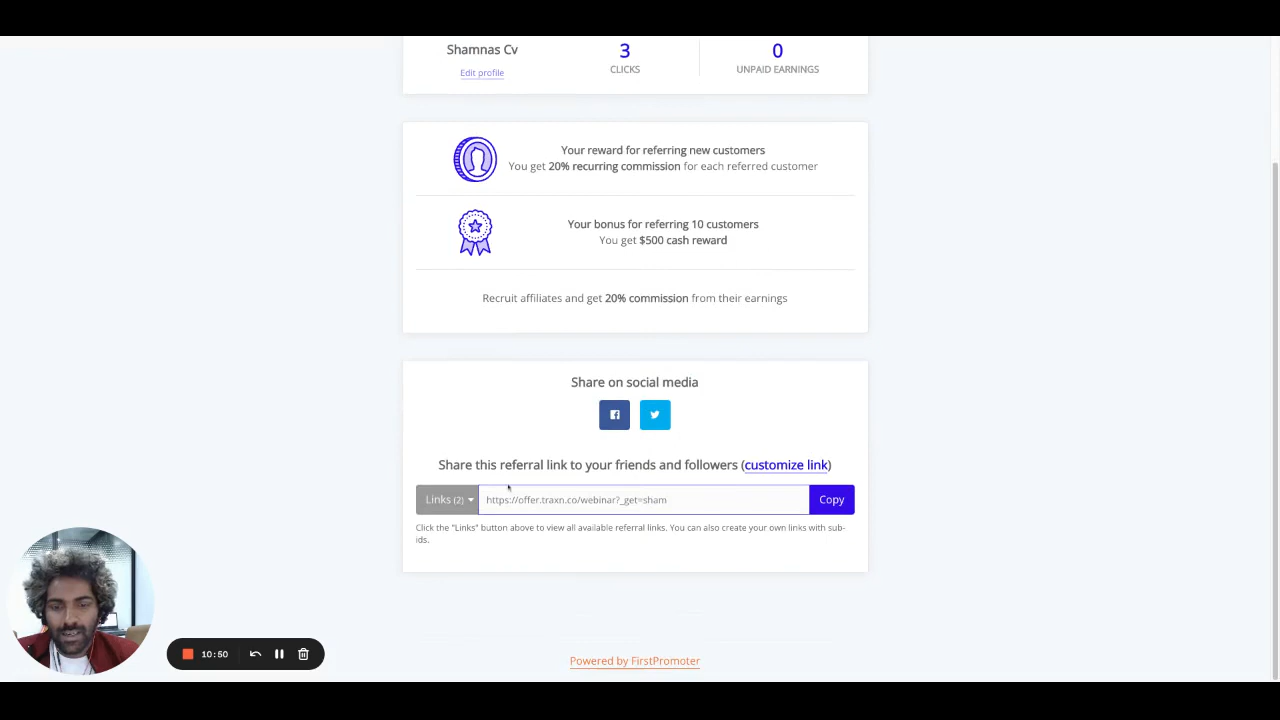 Shamnas Cv
Edit profile
3
CLICKS
0
UNPAID EARNINGS
Your reward for referring new customers
You get 20% recurring commission for each referred customer
Your bonus for referring 10 customers
You get $500 cash reward
Recruit affiliates and get 20% commission from their earnings
Share on social media
Share this referral link to your friends and followers (customize link)
Links (2)
https://offer.traxn.co/webinar?_get=sham
Copy
Click the "Links" button above to view all available referral links. You can also create your own links with sub-
ids.
10:50
Powered by FirstPromoter